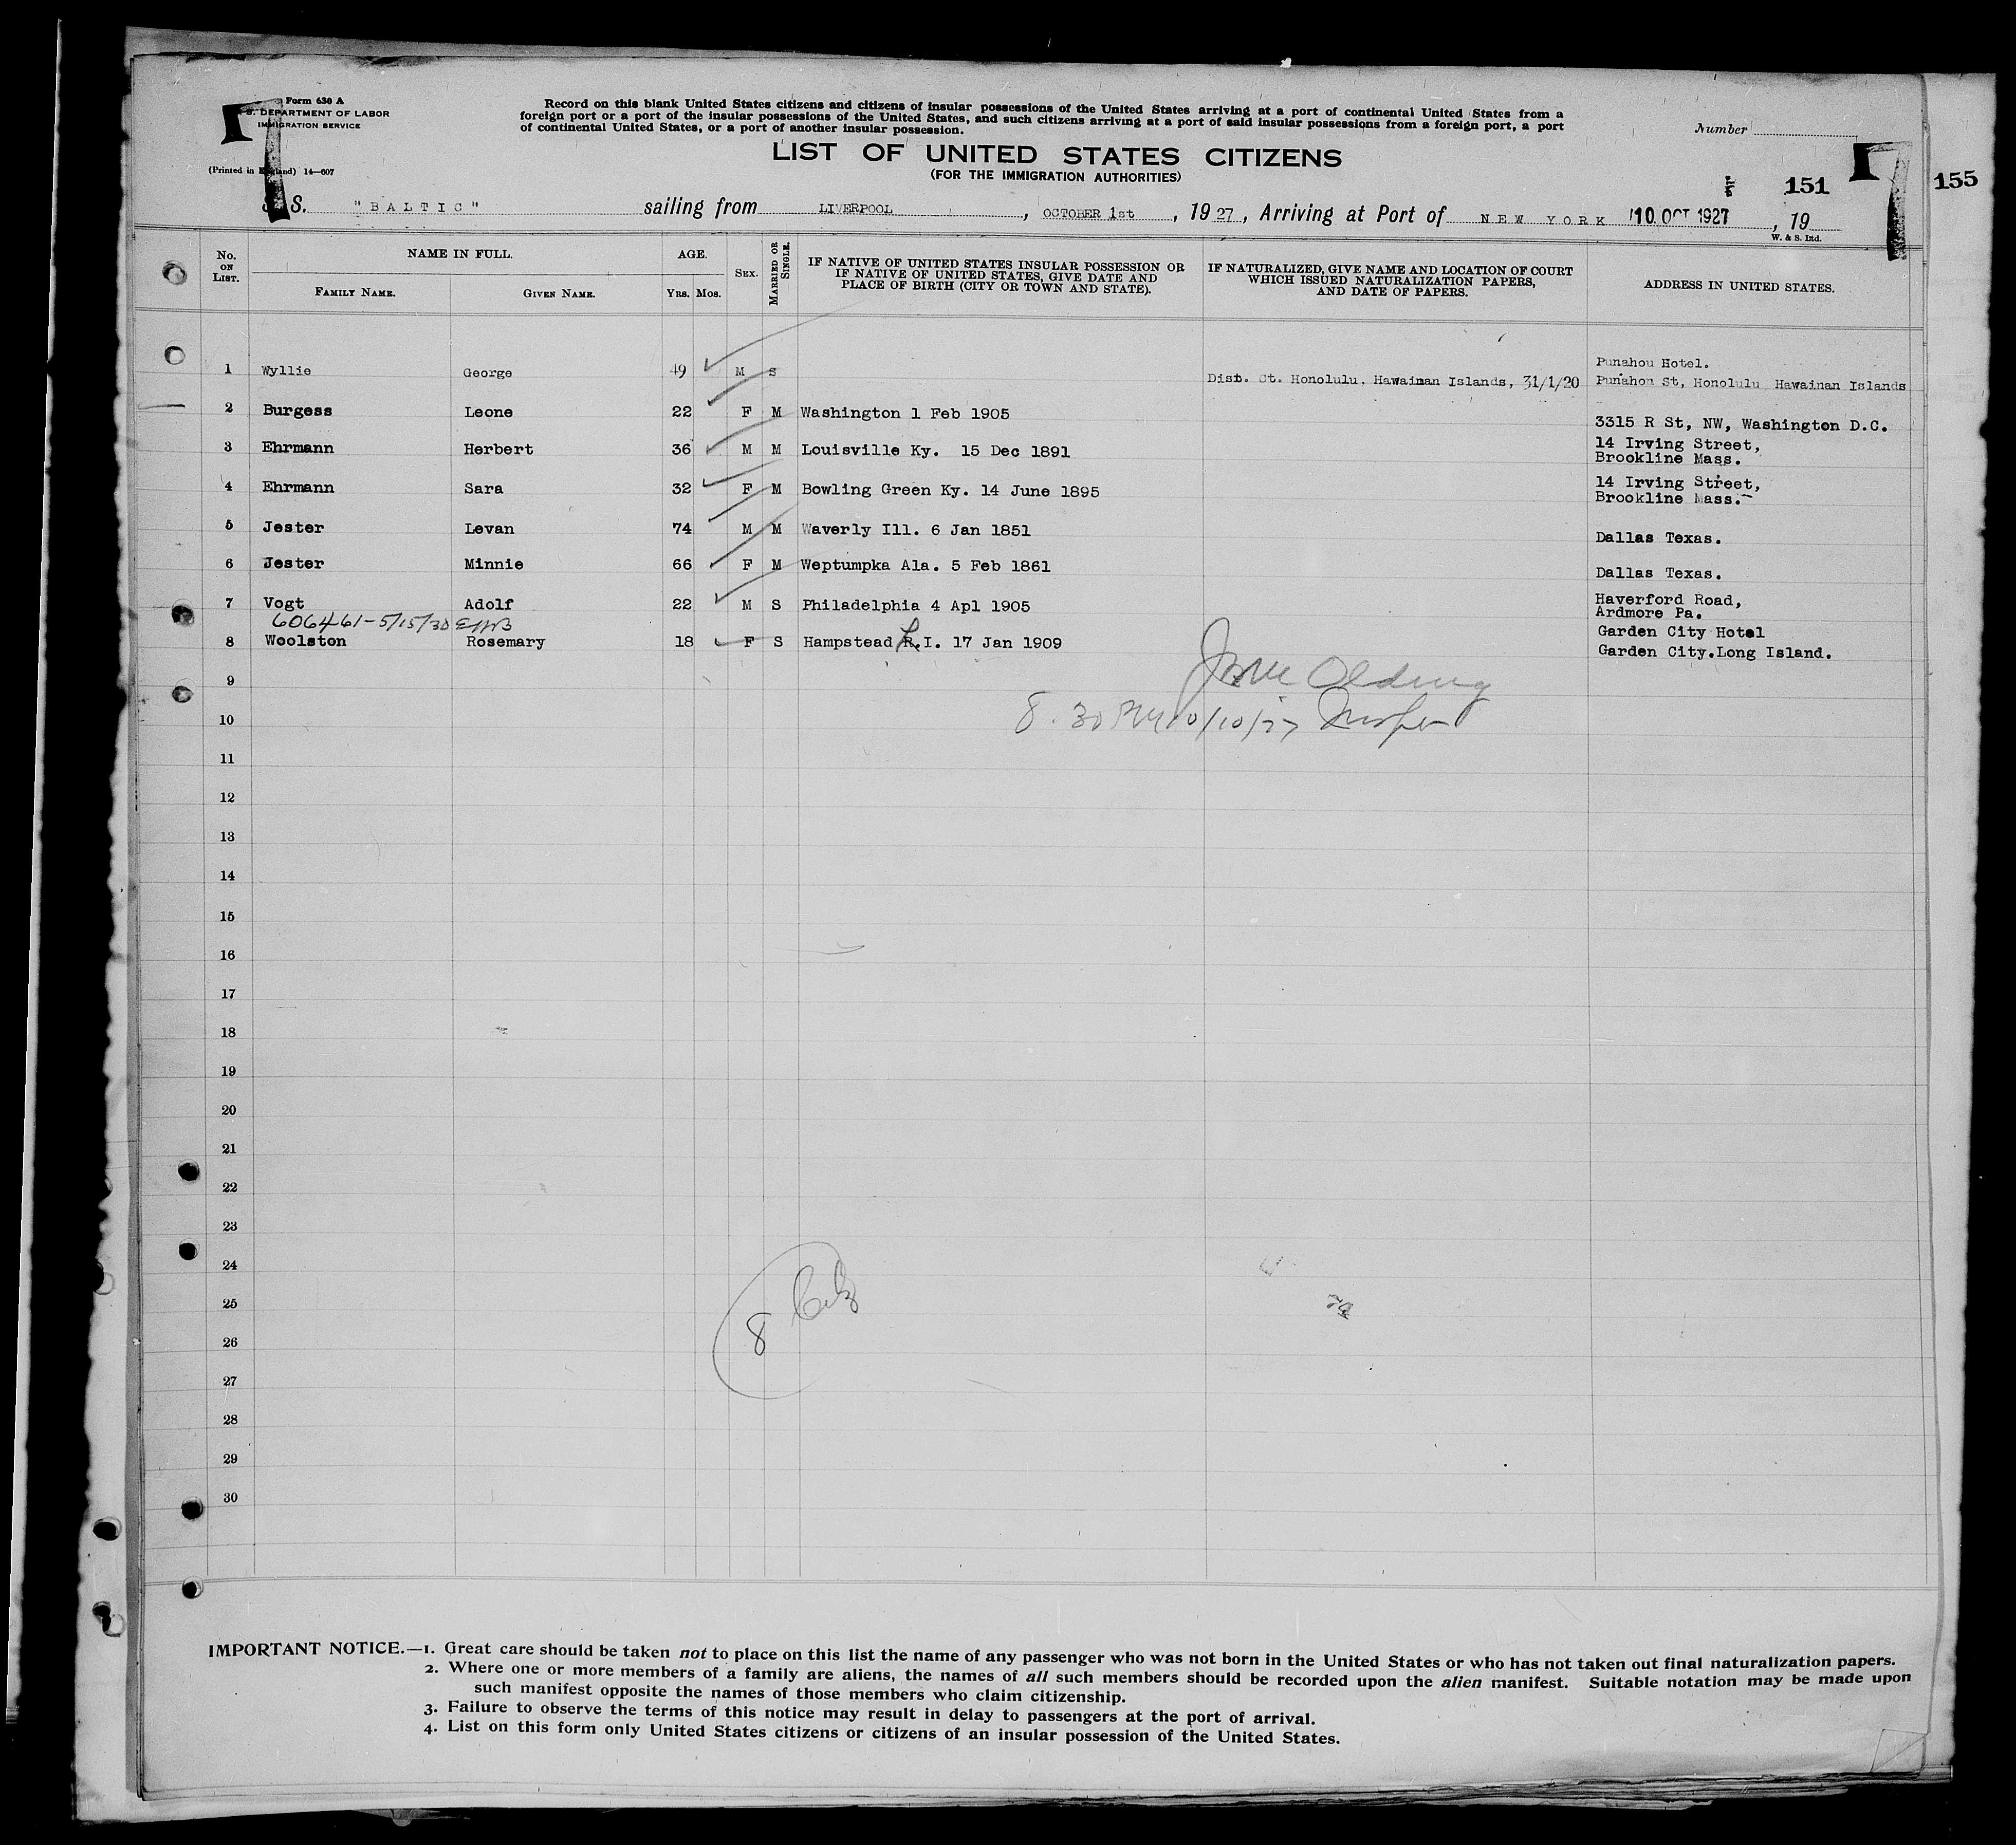 Form 630 A
S. DEPARTMENT OF LABOR
IMMIGRATION SERVICE
(Printed in England) 14—607
Record on this blank United States citizens and citizens of insular possessions of the United States arriving at a port of continental United States from a
foreign port or a port of the insular possessions of the United States, and such citizens arriving at a port of said insular possessions from a foreign port, a port
of continental United States, or a port of another insular possession.
Number
LIST OF UNITED STATES CITIZENS
(FOR THE IMMIGRATION AUTHORITIES)
151
155
S. S. "BALTIC" sailing from LIVERPOOL, OCTOBER 1st, 1927, Arriving at Port of NEW YORK 10 OCT 1927, 19
W. & S. Ltd.
No. ON LIST. NAME IN FULL. AGE. SEX. MARRIED OR SINGLE. IF NATIVE OF UNITED STATES INSULAR POSSESSION OR IF NATIVE OF UNITED STATES, GIVE DATE AND PLACE OF BIRTH (CITY OR TOWN AND STATE). IF NATURALIZED, GIVE NAME AND LOCATION OF COURT WHICH ISSUED NATURALIZATION PAPERS, AND DATE OF PAPERS. ADDRESS IN UNITED STATES.
FAMILY NAME. GIVEN NAME. YRS. MOS.
1 Wyllie George 49 M S Dist. Ct. Honolulu. Hawainan Islands, 31/1/20 Punahou Hotel.
Punahon St, Honolulu Hawainan Islands
2 Burgess Leone 22 F M Washington 1 Feb 1905 3315 R St, NW, Washington D.C.
3 Ehrmann Herbert 36 M M Louisville Ky. 15 Dec 1891 14 Irving Street,
Brookline Mass.
4 Ehrmann Sara 32 F M Bowling Green Ky. 14 June 1895 14 Irving Street,
Brookline Mass.
5 Jester Levan 74 M M Waverly Ill. 6 Jan 1851 Dallas Texas.
6 Jester Minnie 66 F M Weptumpka Ala. 5 Feb 1861 Dallas Texas.
7 Vogt Adolf 22 M S Philadelphia 4 Apl 1905 Haverford Road,
Ardmore Pa.
606461-5/15/30
8 Woolston Rosemary 18 F S Hampstead L.I. 17 Jan 1909 Garden City Hotel
Garden City.Long Island.
9
10
8.30 PM 10/10/27
11
12
13
14
15
16
17
18
19
20
21
22
23
24
25
8
26
27
28
29
30
IMPORTANT NOTICE.—1. Great care should be taken not to place on this list the name of any passenger who was not born in the United States or who has not taken out final naturalization papers.
2. Where one or more members of a family are aliens, the names of all such members should be recorded upon the alien manifest. Suitable notation may be made upon
such manifest opposite the names of those members who claim citizenship.
3. Failure to observe the terms of this notice may result in delay to passengers at the port of arrival.
4. List on this form only United States citizens or citizens of an insular possession of the United States.